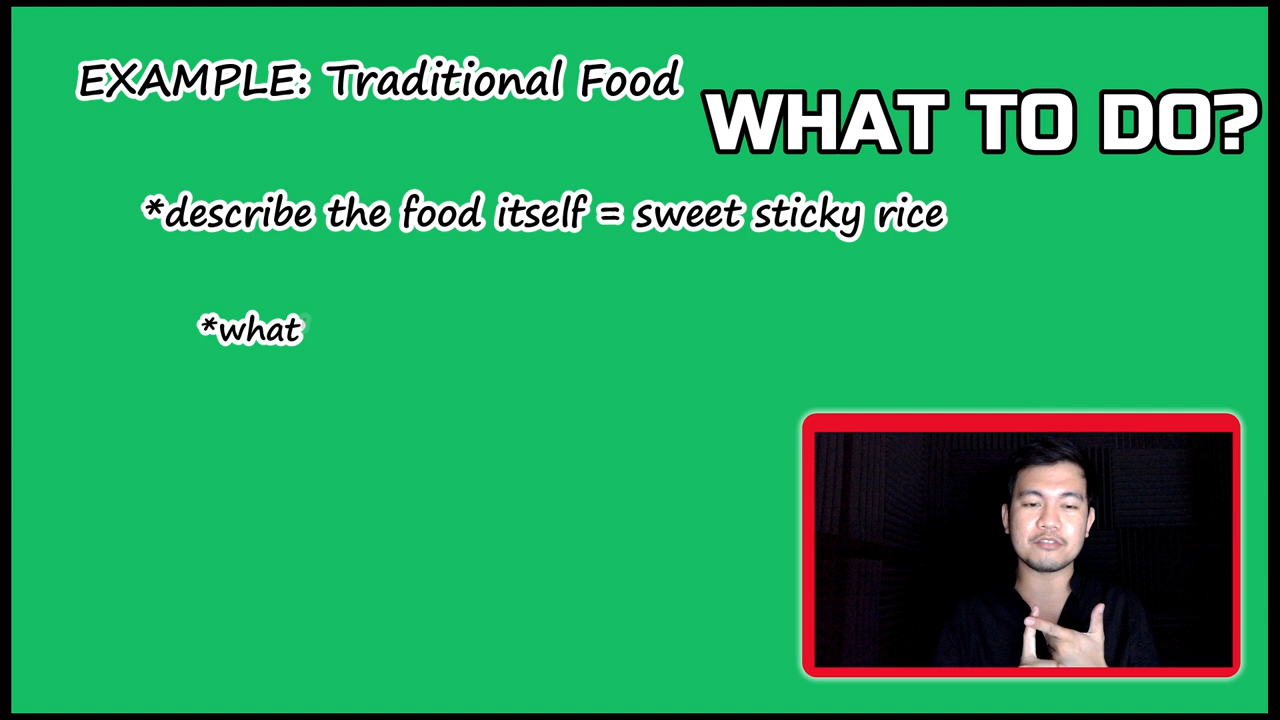 EXAMPLE: Traditional Food
WHAT TO DO?
*describe the food itself = sweet sticky rice
*what